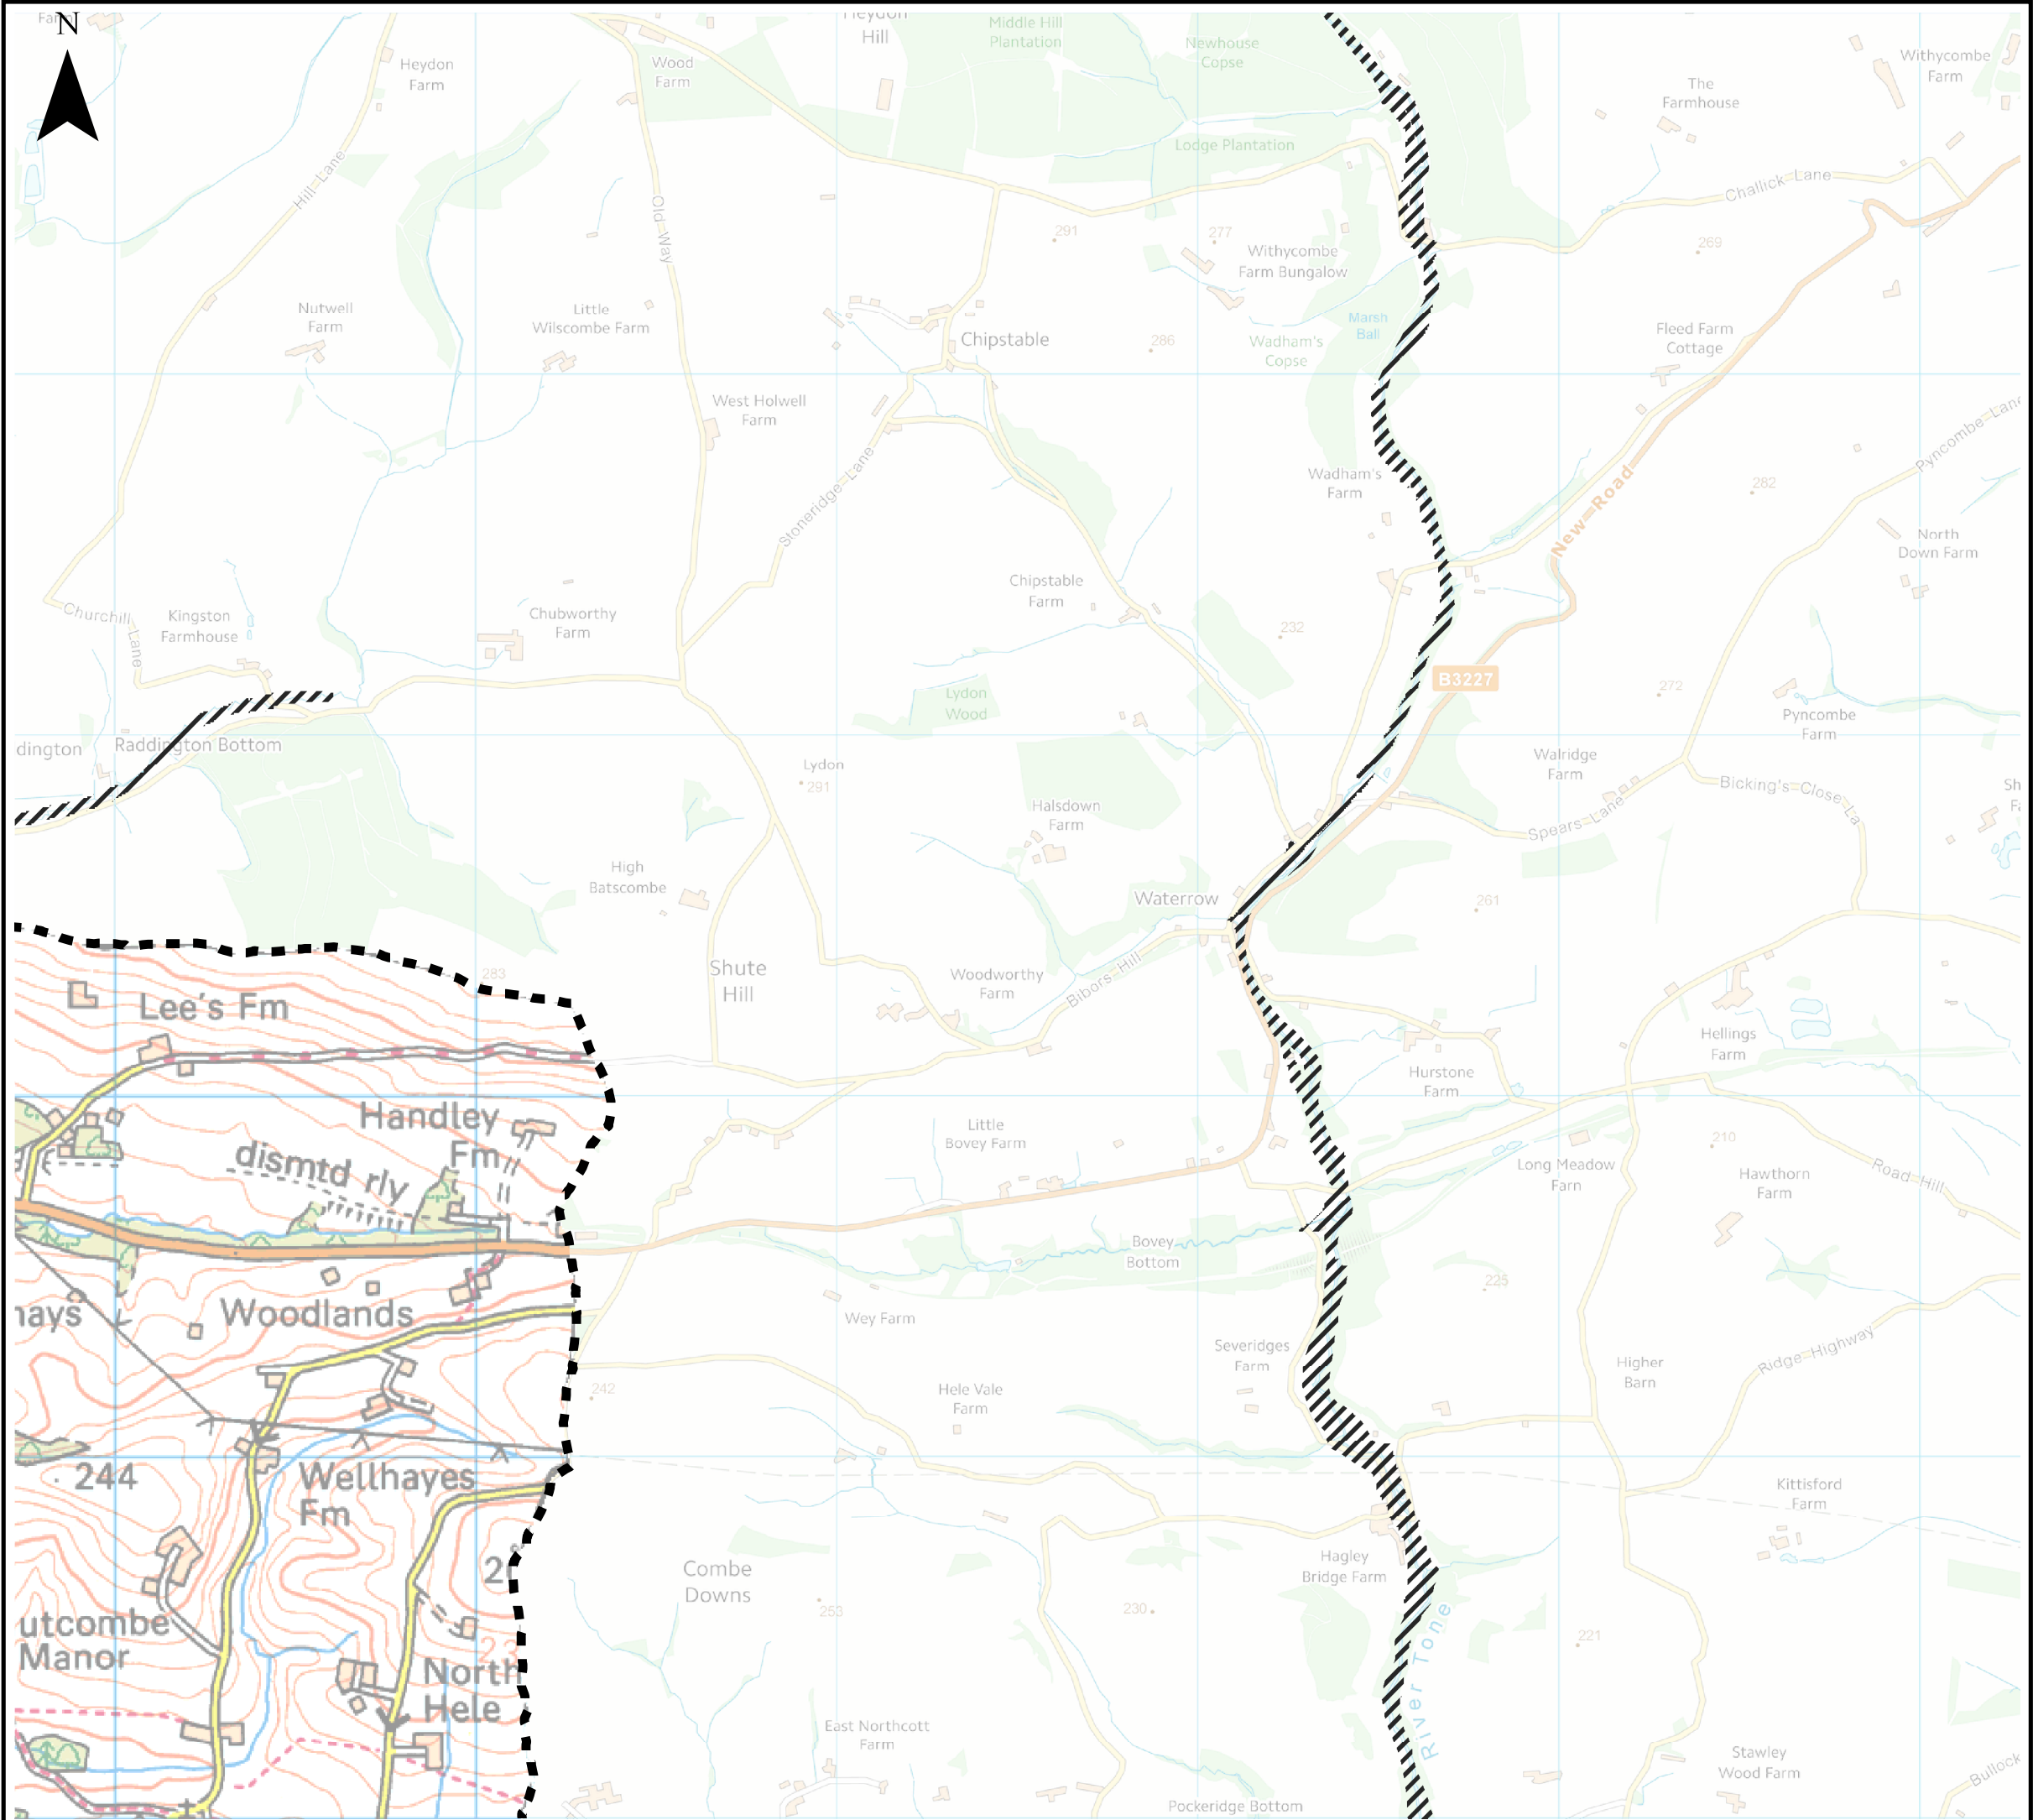 Farm
N
Heydon
Hill
Middle Hill
Plantation
Newhouse
Copse
Withycombe
Farm
Heydon
Farm
Wood
Farm
The
Farmhouse
Lodge Plantation
Hill Lane
Old Way
Challick Lane
291
277
269
Withycombe
Farm Bungalow
Nutwell
Farm
Little
Wilscombe Farm
Marsh
Ball
Chipstable
286
Wadham's
Copse
Fleed Farm
Cottage
West Holwell
Farm
Pyncombe Lane
Stoneridge Lane
Wadham's
Farm
New Road
282
North
Down Farm
Chipstable
Farm
Churchill Lane
Kingston
Farmhouse
Chubworthy
Farm
232
B3227
272
Lydon
Wood
Pyncombe
Farm
dington
Raddington Bottom
Lydon
291
Walridge
Farm
Bicking's Close La
Sh
Halsdown
Farm
Spears Lane
High
Batscombe
Waterrow
261
283
Shute
Hill
Woodworthy
Farm
Bibors Hill
Lee's Fm
Hellings
Farm
Hurstone
Farm
Handley
Fm
Little
Bovey Farm
210
dismtd rly
Long Meadow
Farn
Hawthorn
Farm
Road Hill
Bovey
Bottom
225
hays
Woodlands
Wey Farm
Severidges
Farm
Higher
Barn
Ridge Highway
242
Hele Vale
Farm
244
Wellhayes
Fm
Kittisford
Farm
Combe
Downs
Hagley
Bridge Farm
253
230
River Tone
221
utcombe
Manor
23
North
Hele
East Northcott
Farm
Stawley
Wood Farm
Bullock
Pockeridge Bottom